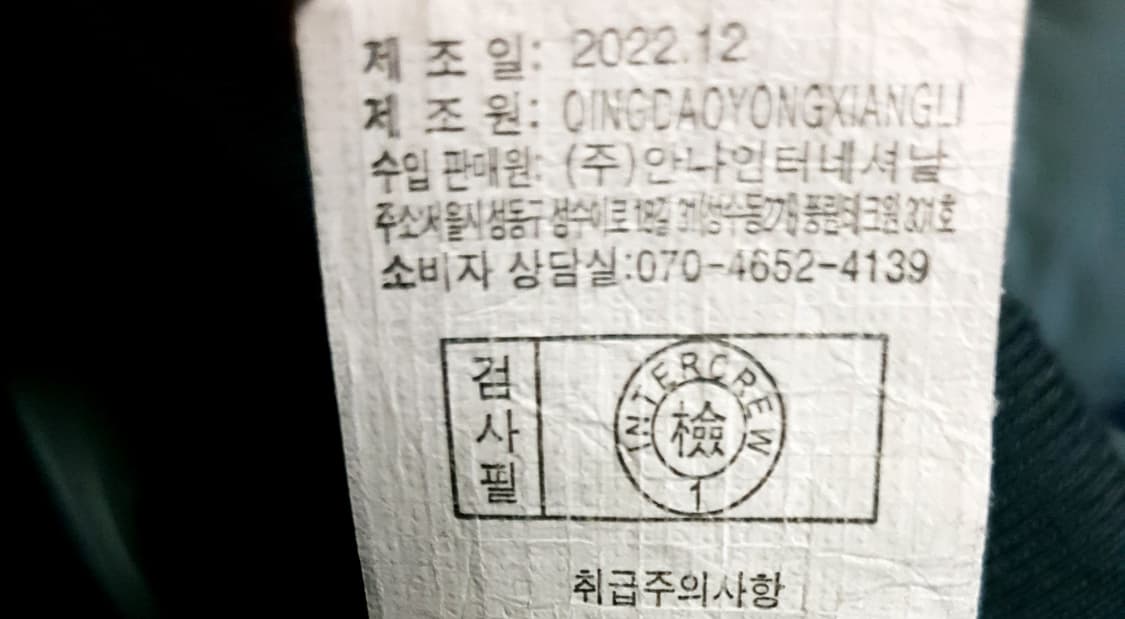 제 조 일: 2022.12
제 조 원: QINGDAOYONGXIANGLI
수입 판매원: (주)안나인터네셔날
주소:서울시 성동구 성수이로 18길 31(성수동2가) 풍림테크원 301호
소비자 상담실:070-4652-4139
검
사
필
INTERCREW
檢
1
취급주의사항